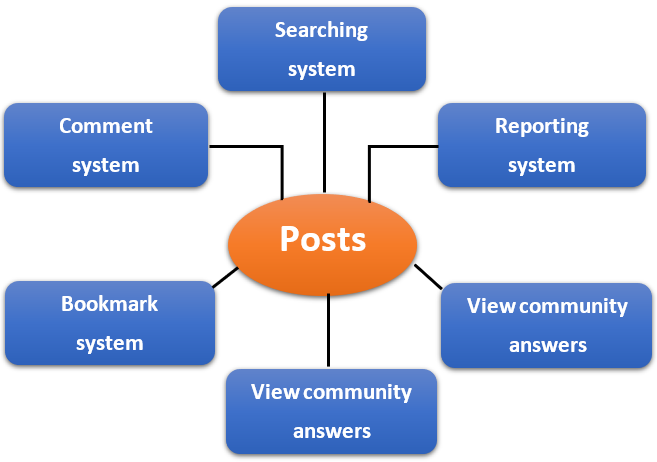 Searching
system
Comment
system
Reporting
system
Posts
Bookmark
system
View community
answers
View community
answers